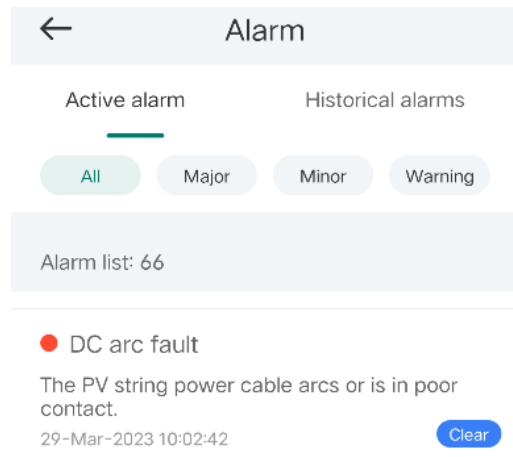 Alarm
Active alarm
Historical alarms
All
Major
Minor
Warning
Alarm list: 66
DC arc fault
The PV string power cable arcs or is in poor
contact.
29-Mar-2023 10:02:42
Clear